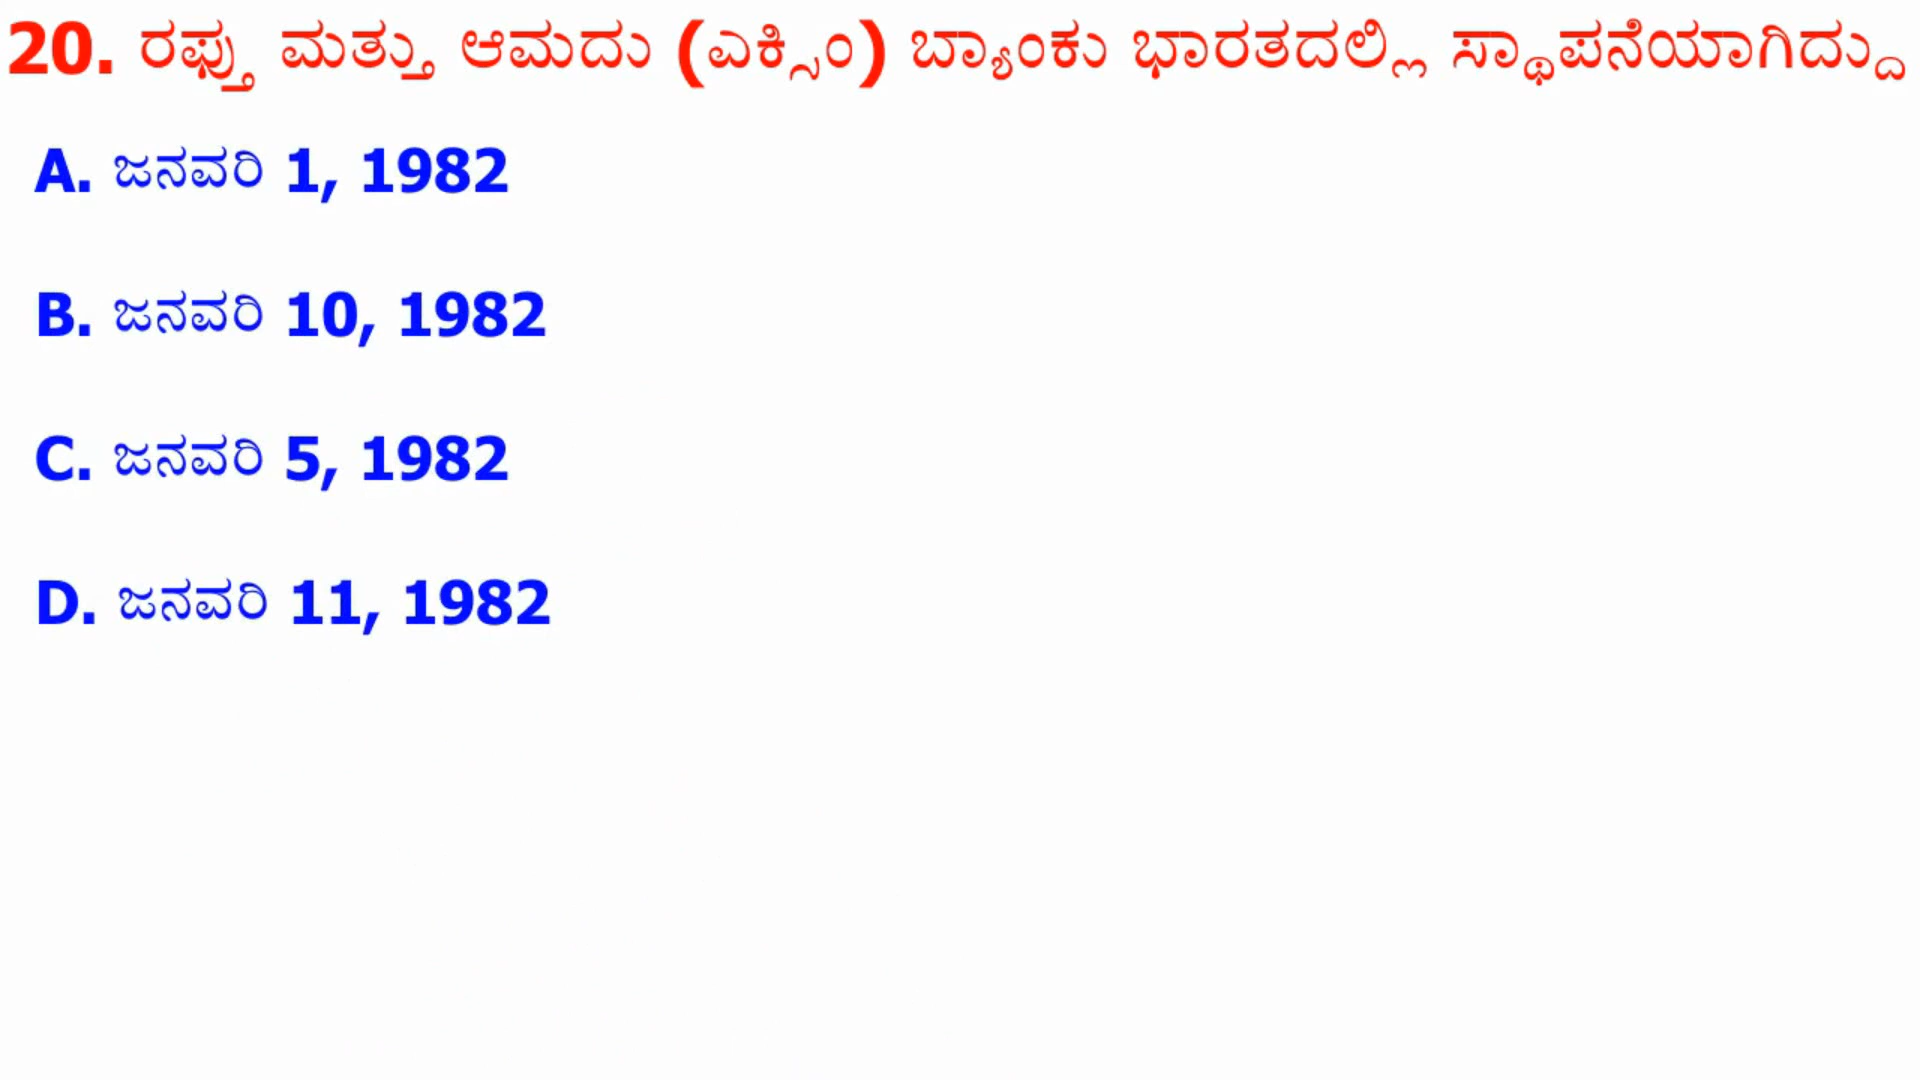 20. ರಫ್ತು ಮತ್ತು ಆಮದು (ಎಕ್ಸಿಂ) ಬ್ಯಾಂಕು ಭಾರತದಲ್ಲಿ ಸ್ಥಾಪನೆಯಾಗಿದ್ದು
A. ಜನವರಿ 1, 1982
B. ಜನವರಿ 10, 1982
C. ಜನವರಿ 5, 1982
D. ಜನವರಿ 11, 1982